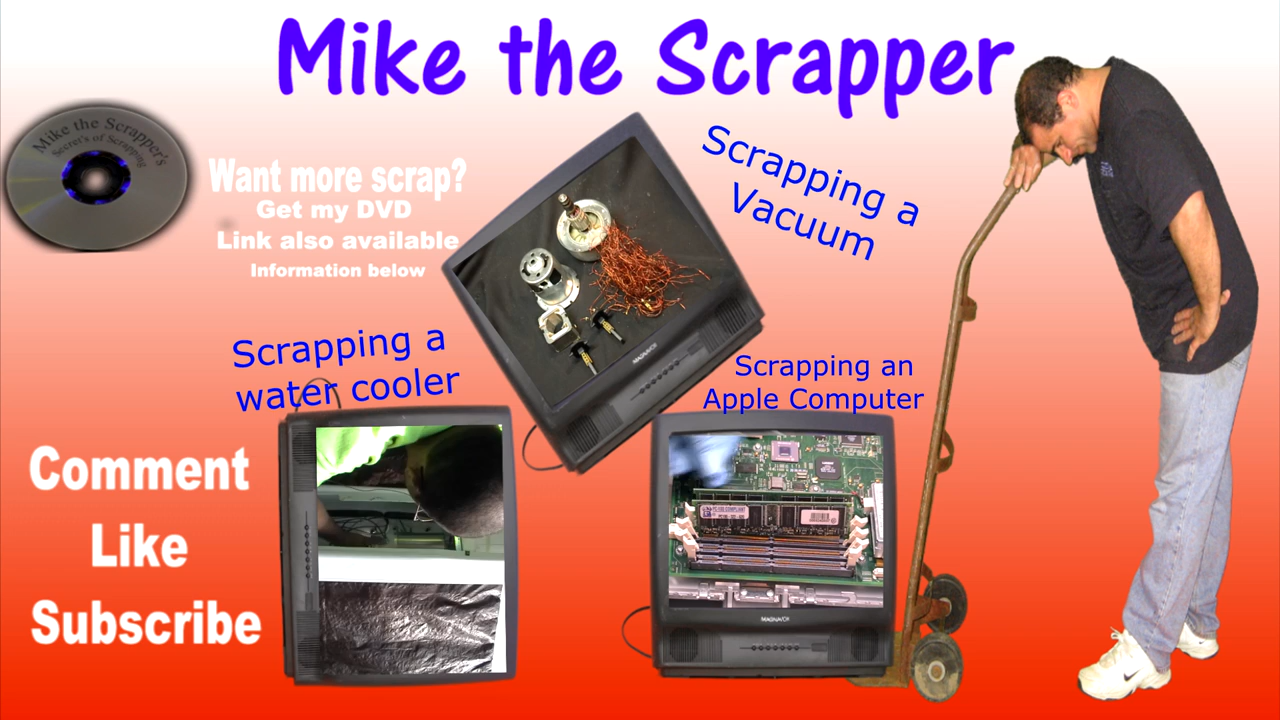 Mike the Scrapper
Mike the Scrapper's
Secret's of Scrapping
Want more scrap?
Get my DVD
Link also available
Information below
Scrapping a
Vacuum
Scrapping a
water cooler
Scrapping an
Apple Computer
Comment
Like
Subscribe
MAGNAVOX
MAGNAVOX